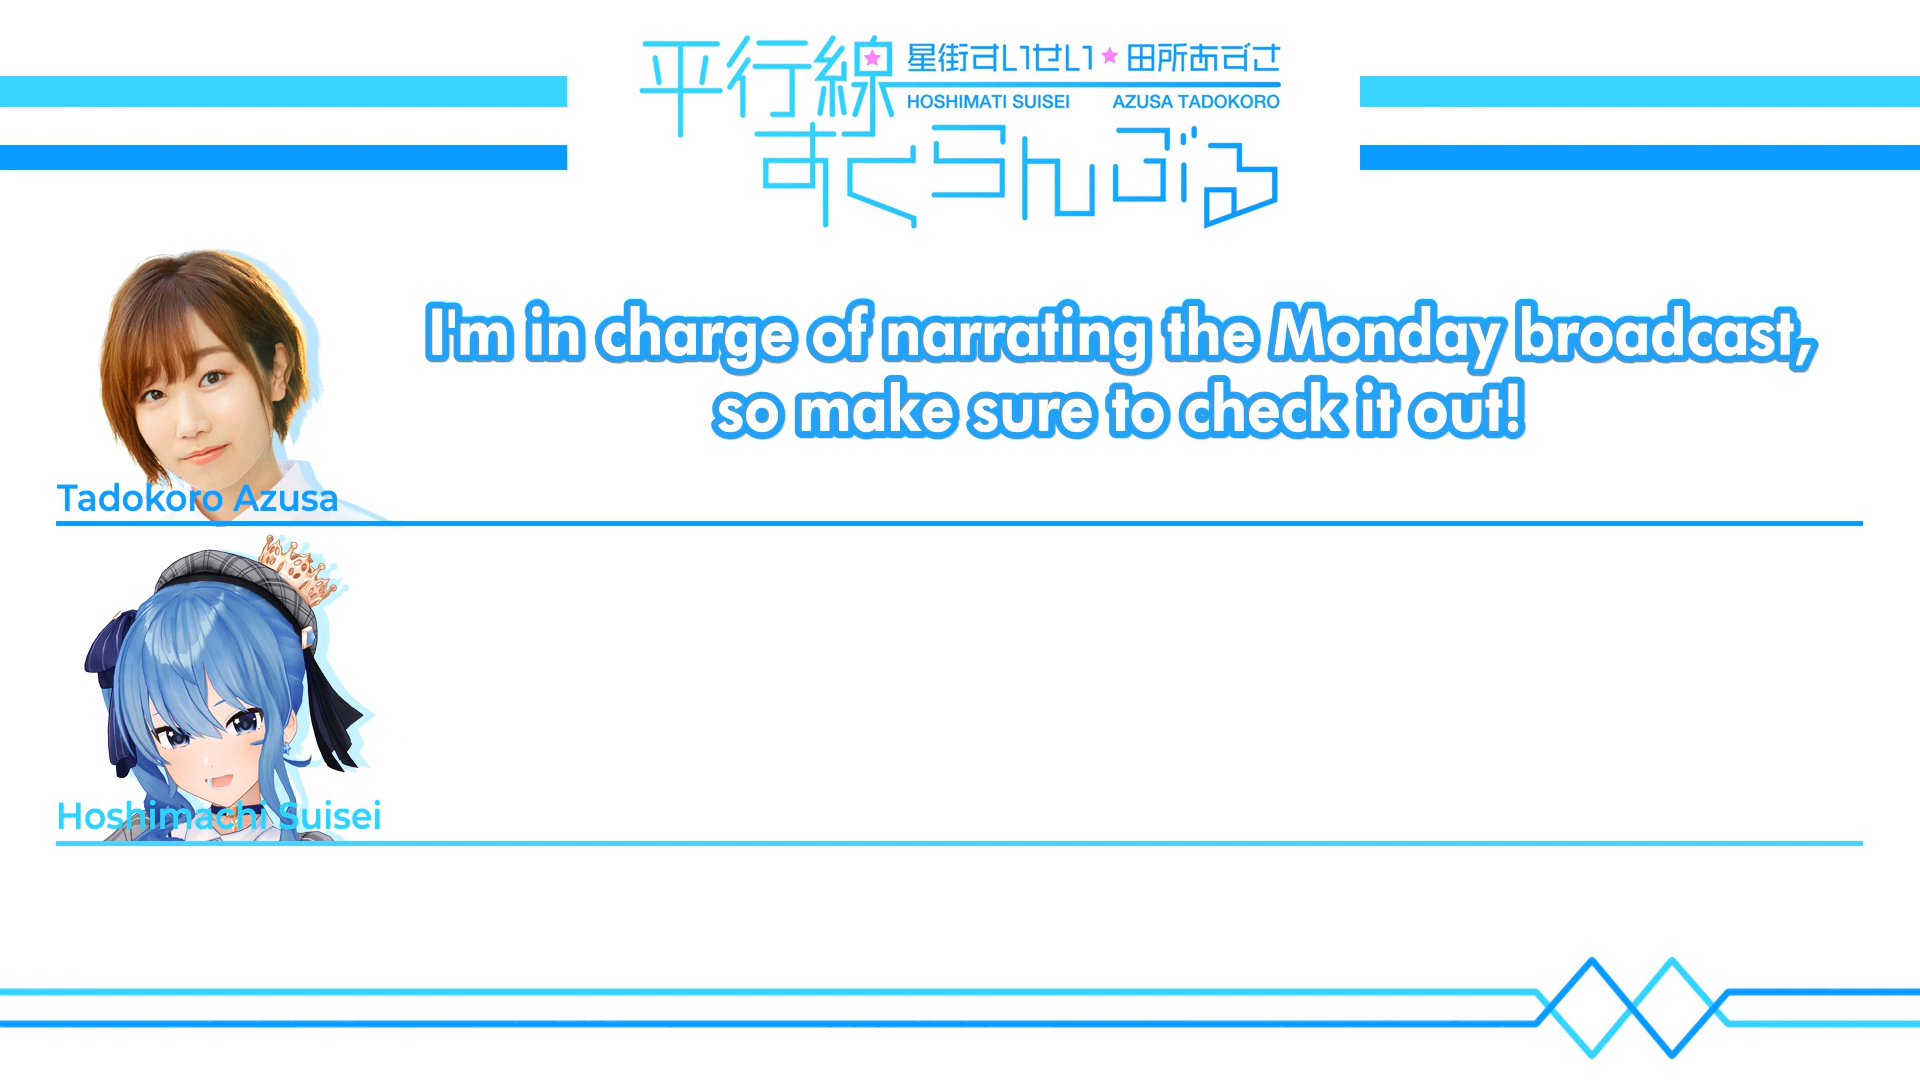 平行線
星街すいせい★田所あずさ
HOSHIMATI SUISEI AZUSA TADOKORO
すくらんぶる
I'm in charge of narrating the Monday broadcast,
so make sure to check it out!
Tadokoro Azusa
Hoshimachi Suisei